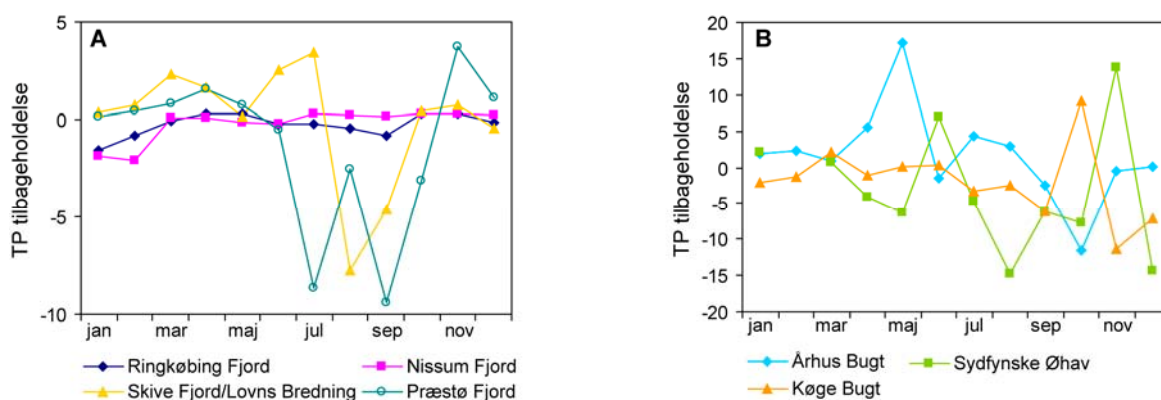 A
TP tilbageholdelse
5
0
-5
-10
jan mar maj jul sep nov
Ringkøbing Fjord
Nissum Fjord
Skive Fjord/Lovns Bredning
Præstø Fjord
B
TP tilbageholdelse
20
15
10
5
0
-5
-10
-15
-20
jan mar maj jul sep nov
Århus Bugt
Sydfynske Øhav
Køge Bugt